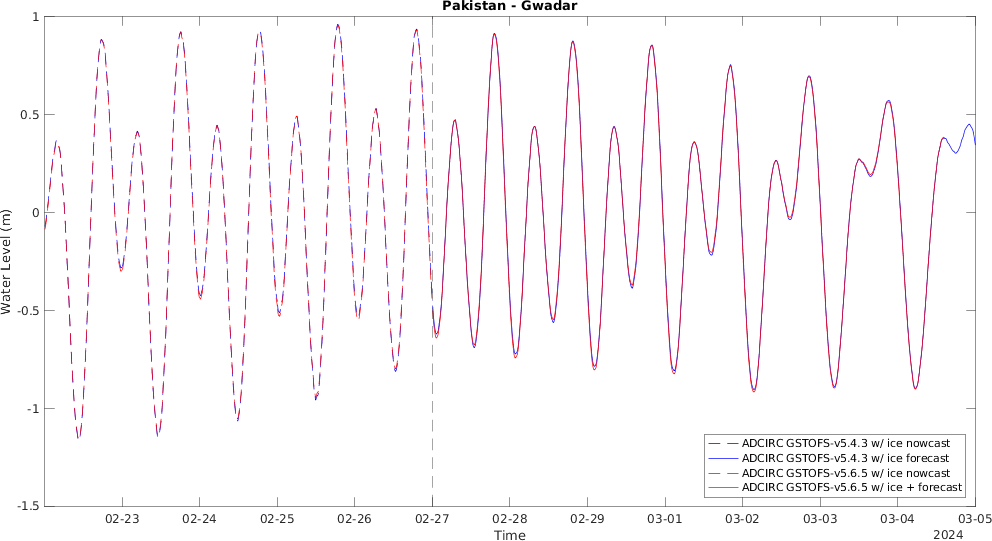 Pakistan - Gwadar
Water Level (m)
1
0.5
0
-0.5
-1
-1.5
ADCIRC GSTOFS-v5.4.3 w/ ice nowcast
ADCIRC GSTOFS-v5.4.3 w/ ice forecast
ADCIRC GSTOFS-v5.6.5 w/ ice nowcast
ADCIRC GSTOFS-v5.6.5 w/ ice + forecast
02-23 02-24 02-25 02-26 02-27 02-28 02-29 03-01 03-02 03-03 03-04 03-05
Time
2024